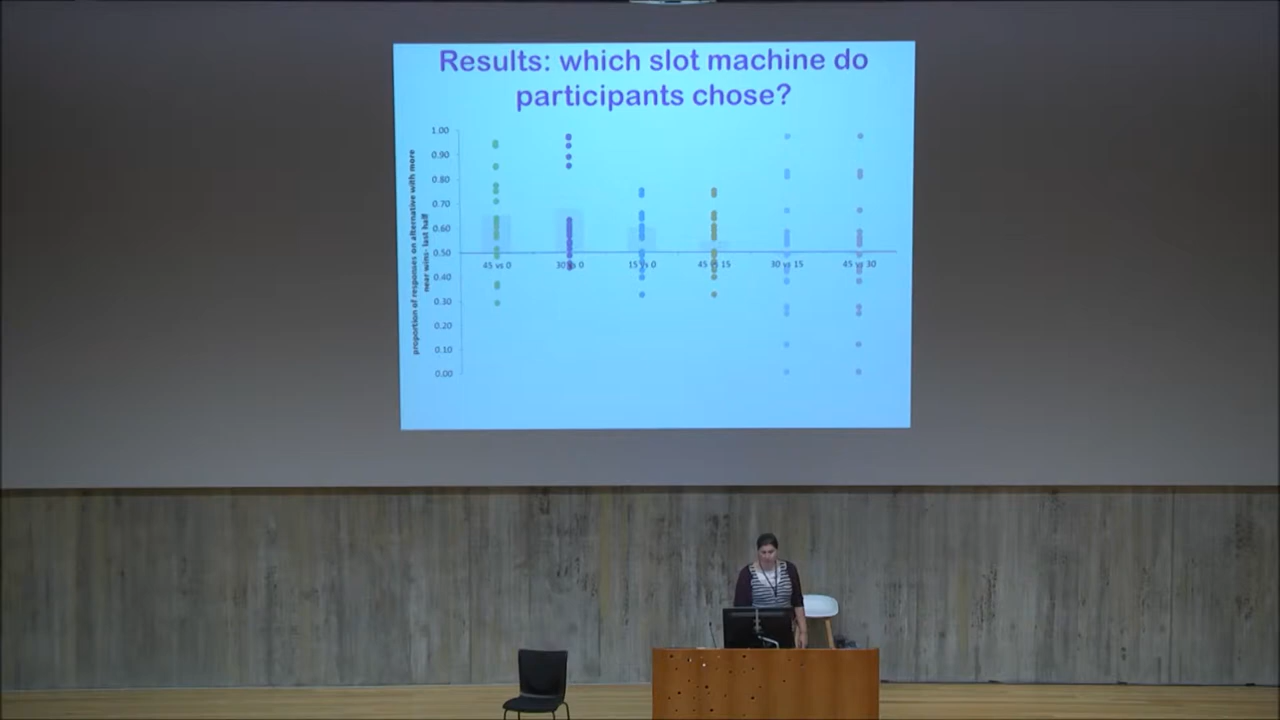 Results: which slot machine do
participants chose?
proportion of responses on alternative with more
near wins- last half
1.00
0.90
0.80
0.70
0.60
0.50
0.40
0.30
0.20
0.10
0.00
45 vs 0
30 vs 0
15 vs 0
45 vs 15
30 vs 15
45 vs 30